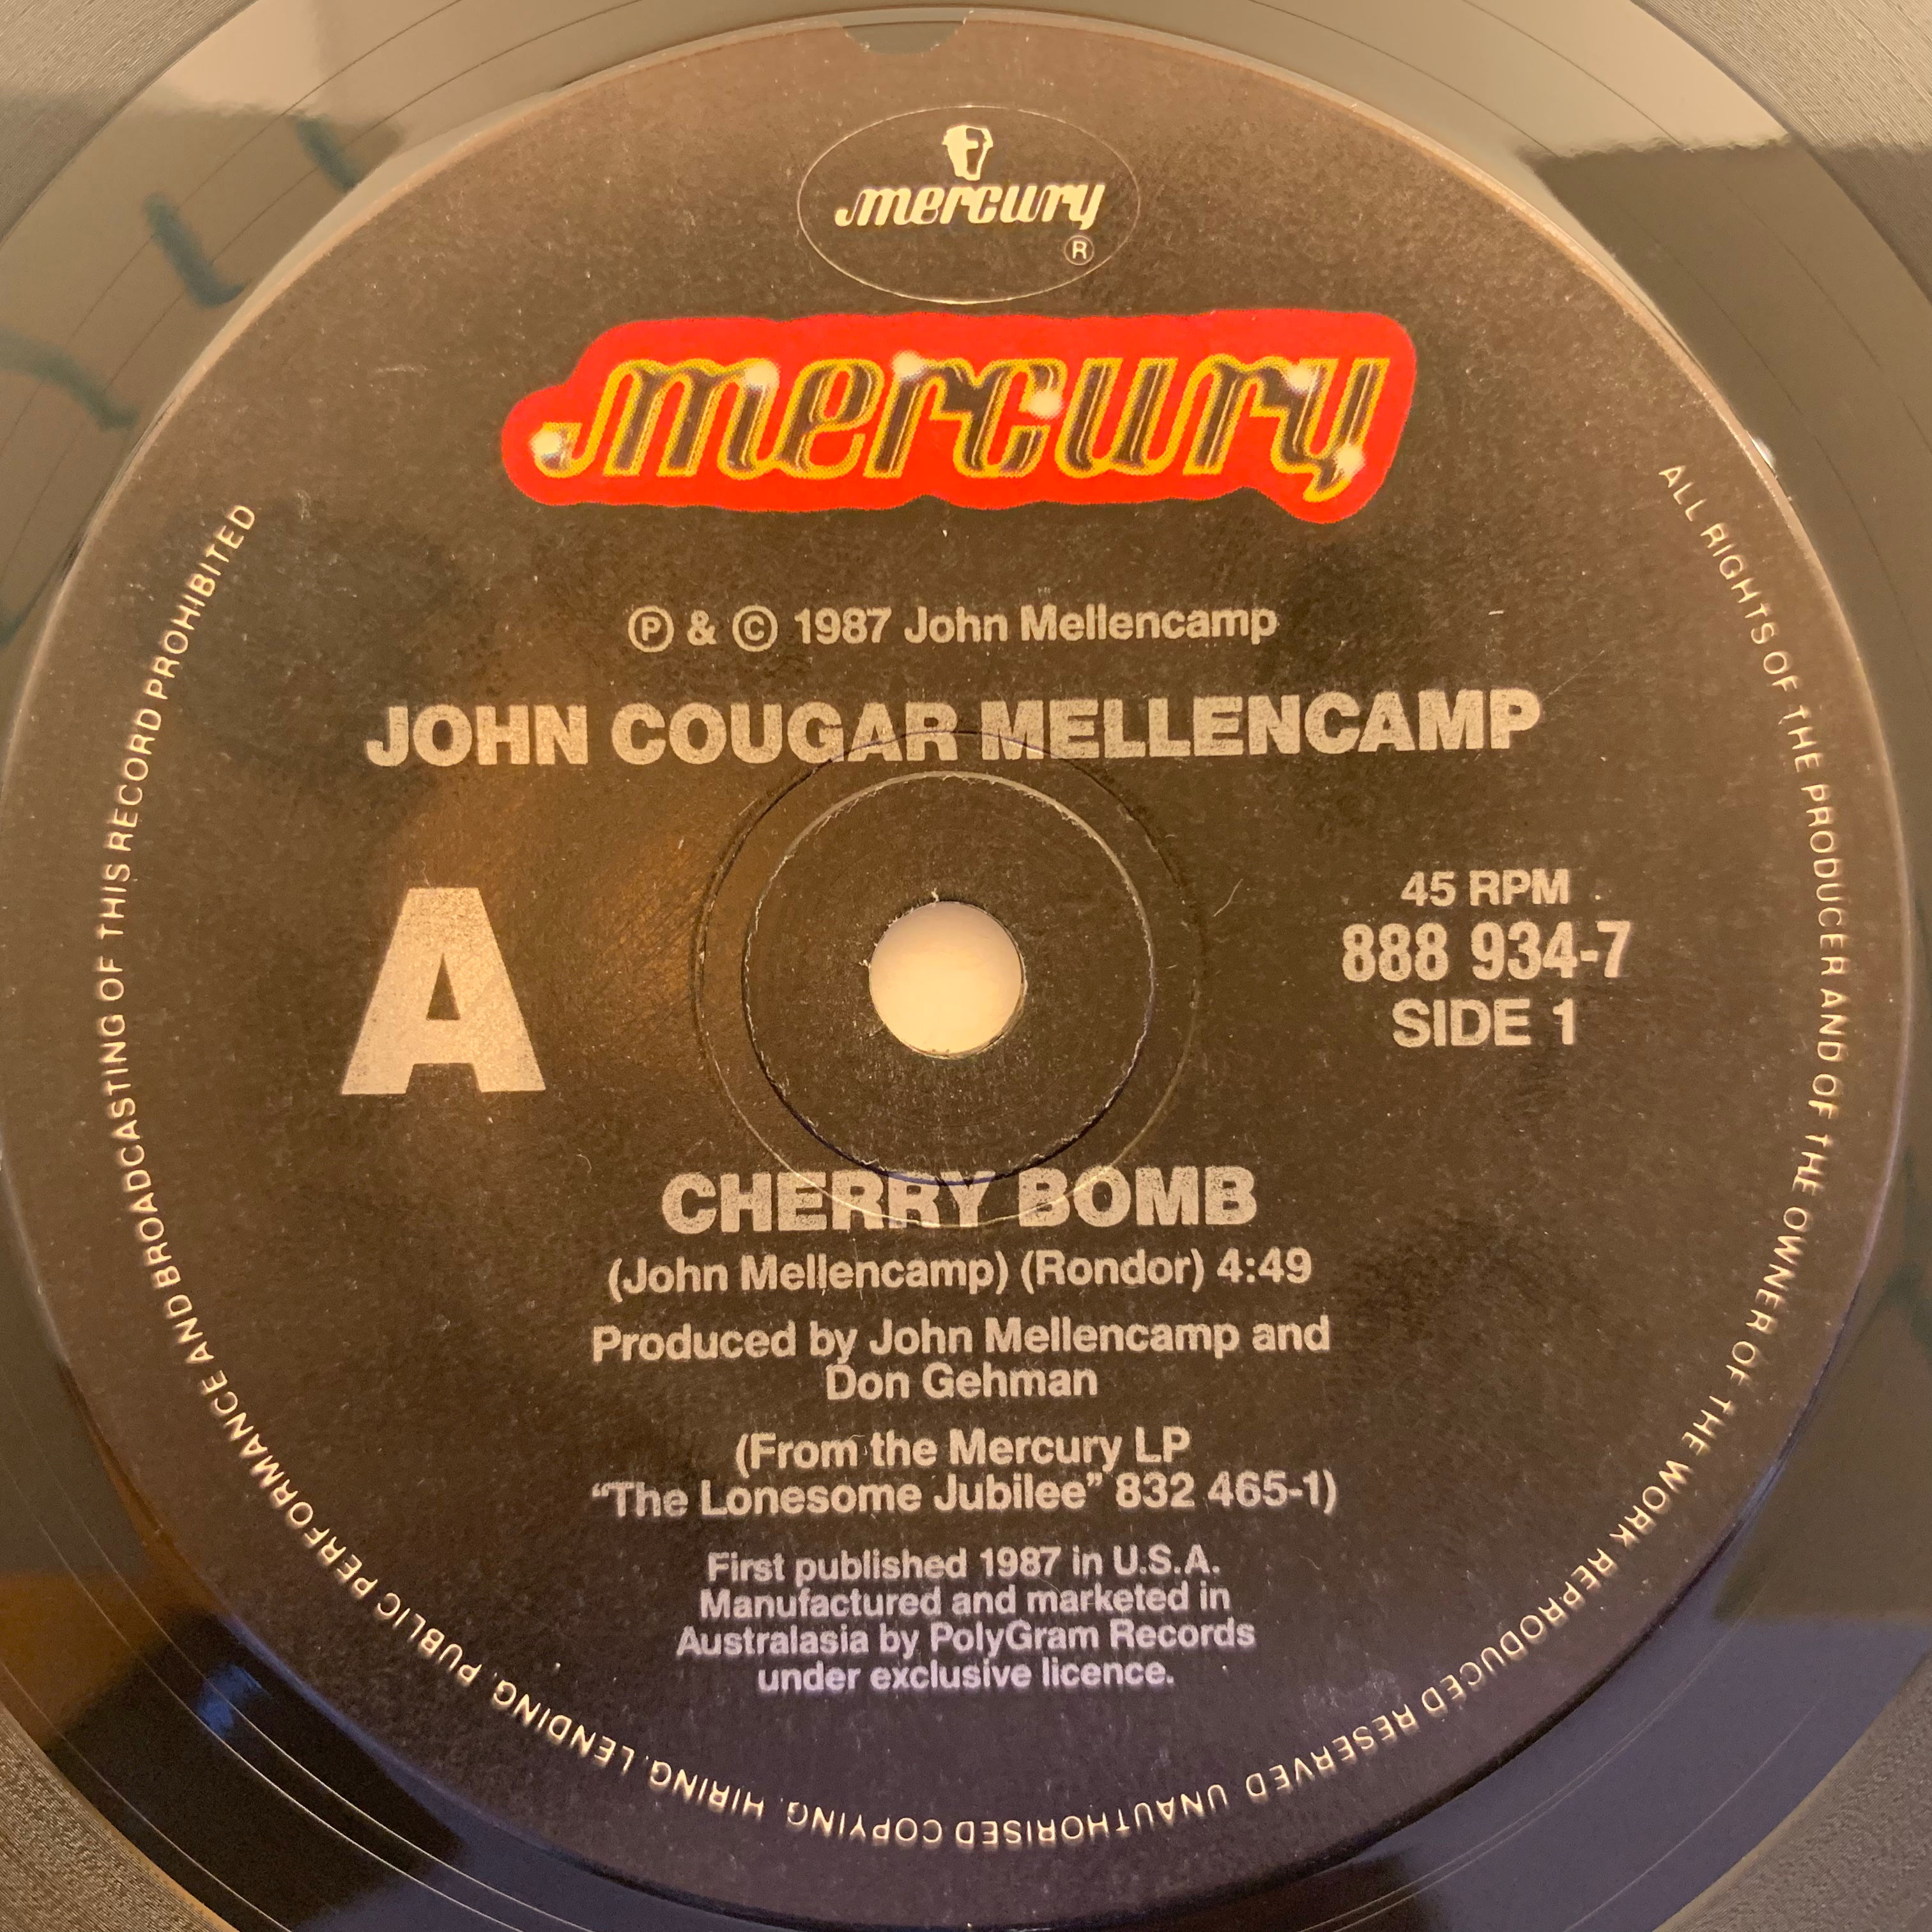 mercury
®
mercury
Ⓟ & © 1987 John Mellencamp
JOHN COUGAR MELLENCAMP
A
45 RPM
888 934-7
SIDE 1
CHERRY BOMB
(John Mellencamp) (Rondor) 4:49
Produced by John Mellencamp and
Don Gehman
(From the Mercury LP
“The Lonesome Jubilee” 832 465-1)
First published 1987 in U.S.A.
Manufactured and marketed in
Australasia by PolyGram Records
under exclusive licence.
ALL RIGHTS OF THE PRODUCER AND OF THE OWNER OF THE WORK REPRODUCED RESERVED UNAUTHORISED COPYING, HIRING, LENDING, PUBLIC PERFORMANCE AND BROADCASTING OF THIS RECORD PROHIBITED